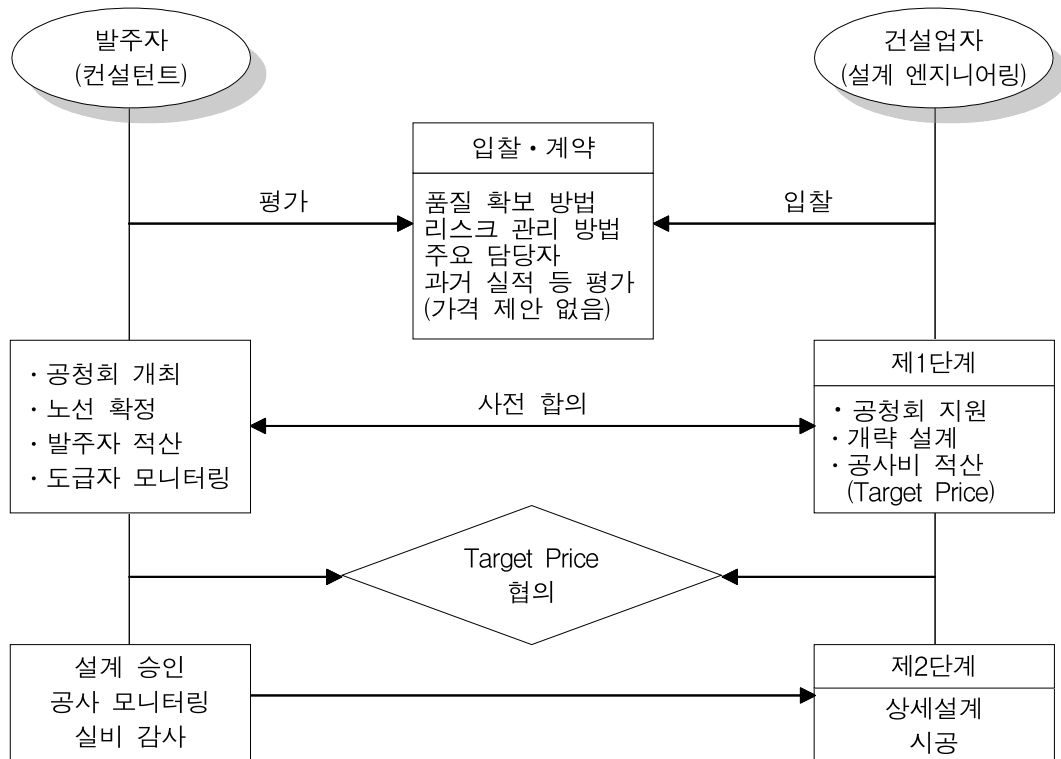 발주자
(컨설턴트)
건설업자
(설계 엔지니어링)
입찰・계약
평가
입찰
품질 확보 방법
리스크 관리 방법
주요 담당자
과거 실적 등 평가
(가격 제안 없음)
・공청회 개최
・노선 확정
・발주자 적산
・도급자 모니터링
사전 합의
제1단계
・공청회 지원
・개략 설계
・공사비 적산
(Target Price)
Target Price
협의
설계 승인
공사 모니터링
실비 감사
제2단계
상세설계
시공